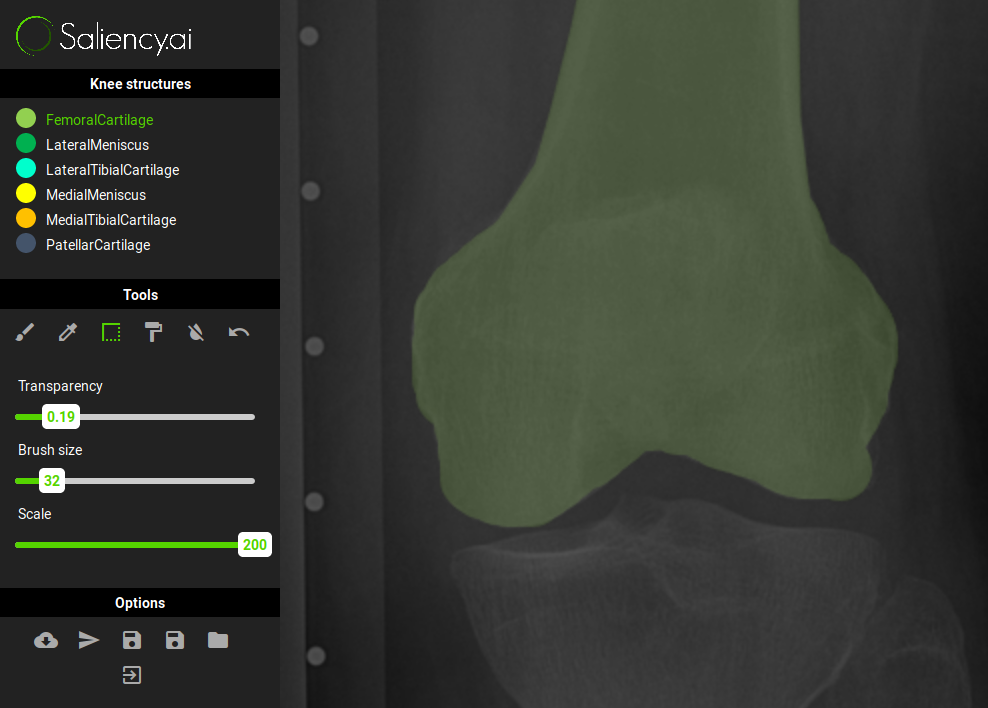 Saliency.ai
Knee structures
FemoralCartilage
LateralMeniscus
LateralTibialCartilage
MedialMeniscus
MedialTibialCartilage
PatellarCartilage
Tools
Transparency
0.19
Brush size
32
Scale
200
Options